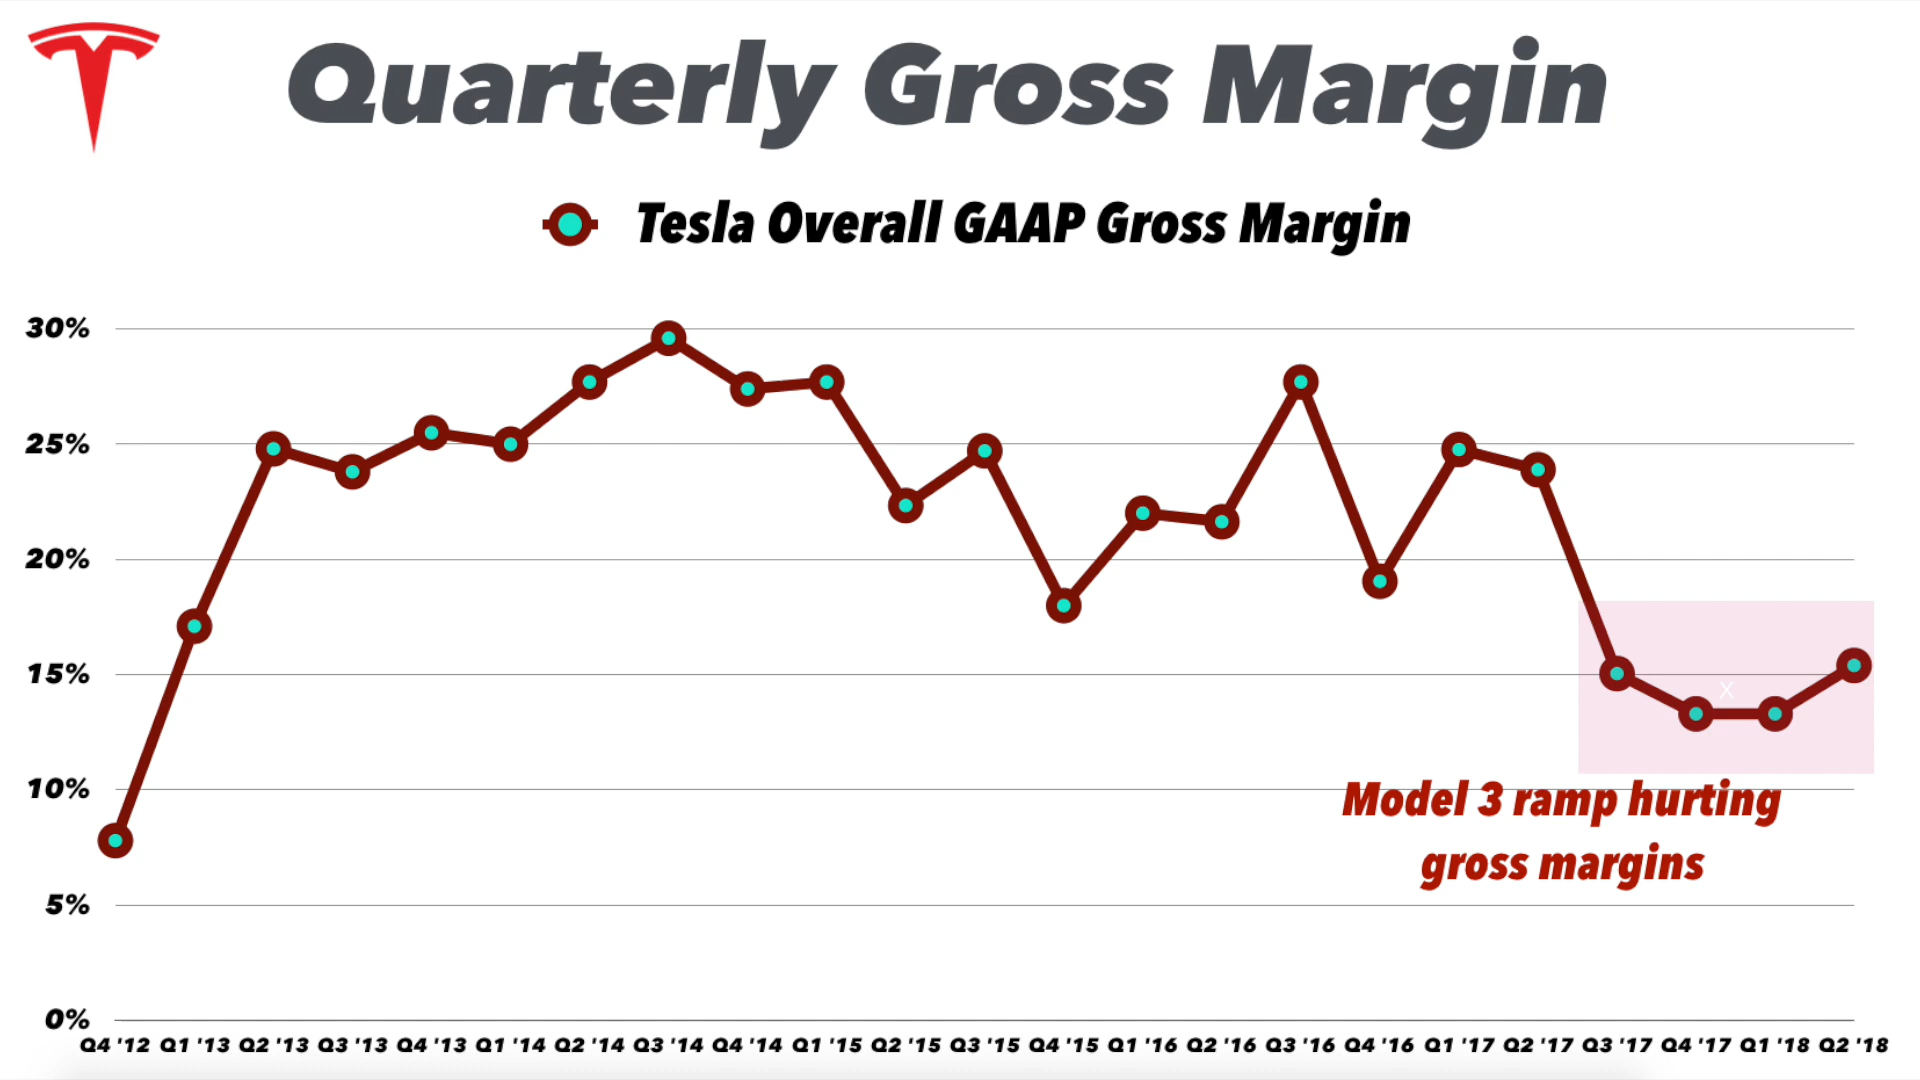 Quarterly Gross Margin
Tesla Overall GAAP Gross Margin
30%
25%
20%
15%
10%
5%
0%
X
Model 3 ramp hurting
gross margins
Q4 '12 Q1 '13 Q2 '13 Q3 '13 Q4 '13 Q1 '14 Q2 '14 Q3 '14 Q4 '14 Q1 '15 Q2 '15 Q3 '15 Q4 '15 Q1 '16 Q2 '16 Q3 '16 Q4 '16 Q1 '17 Q2 '17 Q3 '17 Q4 '17 Q1 '18 Q2 '18